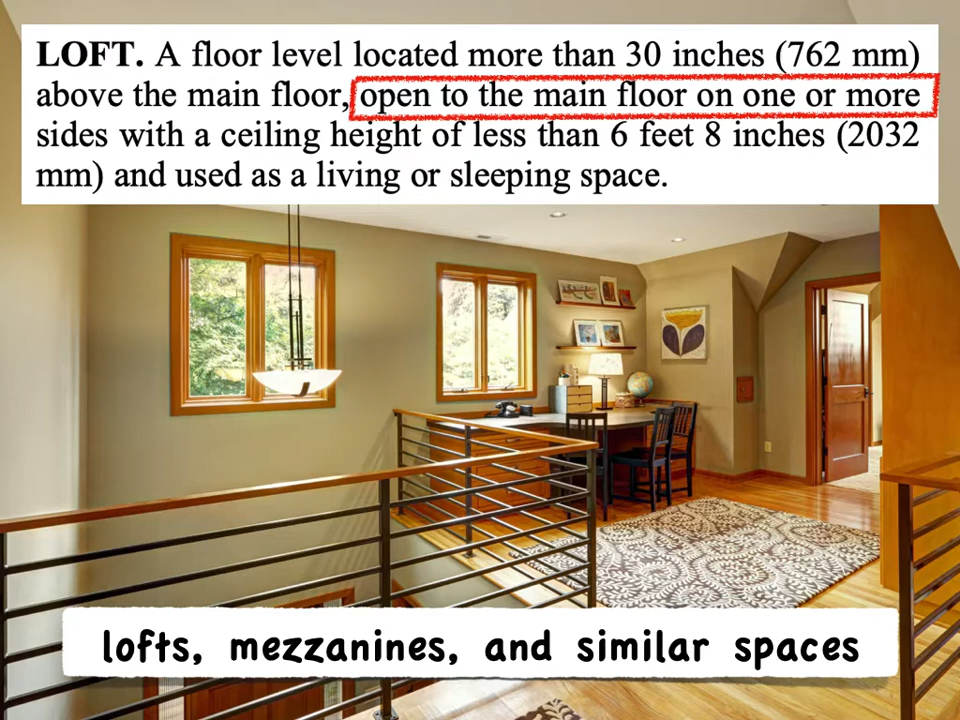 LOFT. A floor level located more than 30 inches (762 mm)
above the main floor, open to the main floor on one or more
sides with a ceiling height of less than 6 feet 8 inches (2032
mm) and used as a living or sleeping space.
lofts, mezzanines, and similar spaces